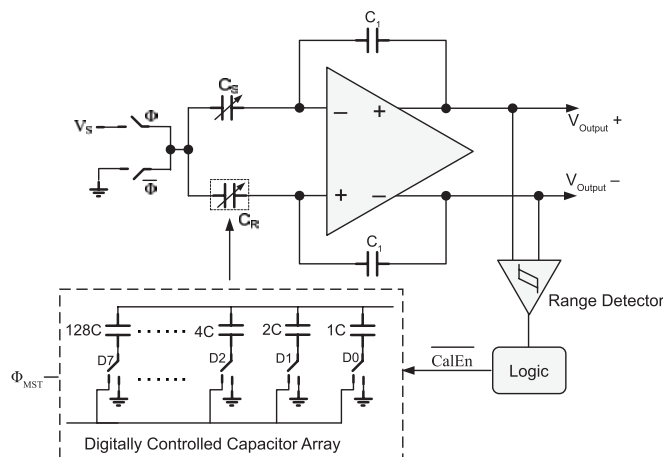 C1
CS
VS
Φ
Φ̅
− +
+ −
VOutput +
VOutput −
CR
C1
Range Detector
128C ...... 4C 2C 1C
D7 ...... D2 D1 D0
ΦMST
C̅a̅l̅E̅n̅
Logic
Digitally Controlled Capacitor Array